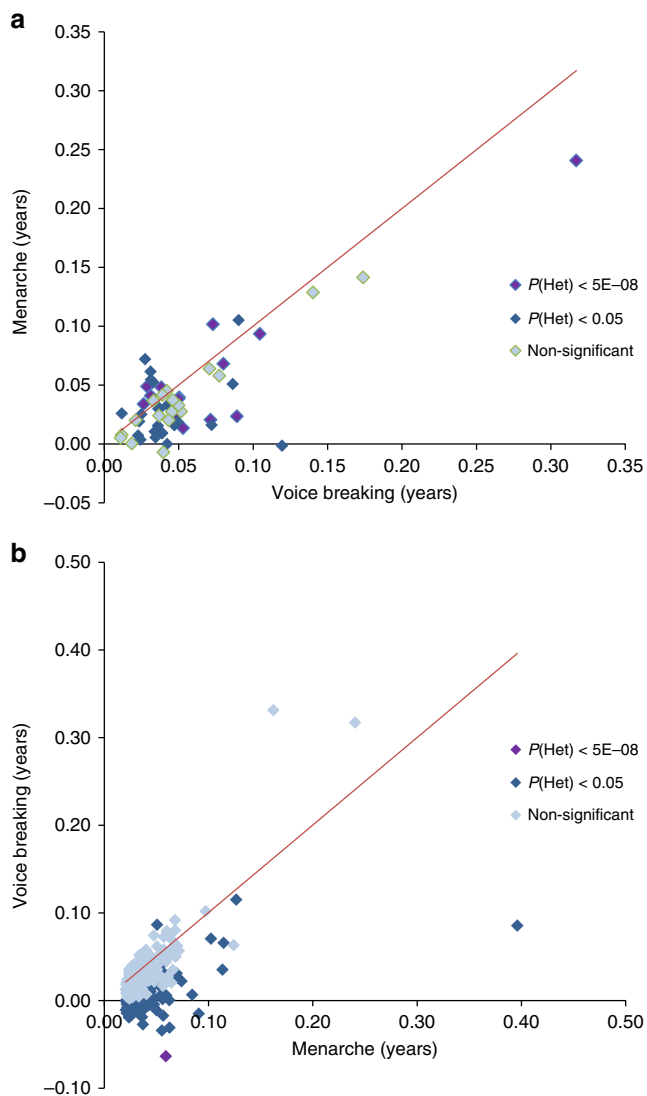 a
0.35
0.30
0.25
0.20
0.15
0.10
0.05
0.00
–0.05
Menarche (years)
0.00 0.05 0.10 0.15 0.20 0.25 0.30 0.35
Voice breaking (years)
P(Het) < 5E–08
P(Het) < 0.05
Non-significant
b
0.50
0.40
0.30
0.20
0.10
0.00
–0.10
Voice breaking (years)
0.00 0.10 0.20 0.30 0.40 0.50
Menarche (years)
P(Het) < 5E–08
P(Het) < 0.05
Non-significant